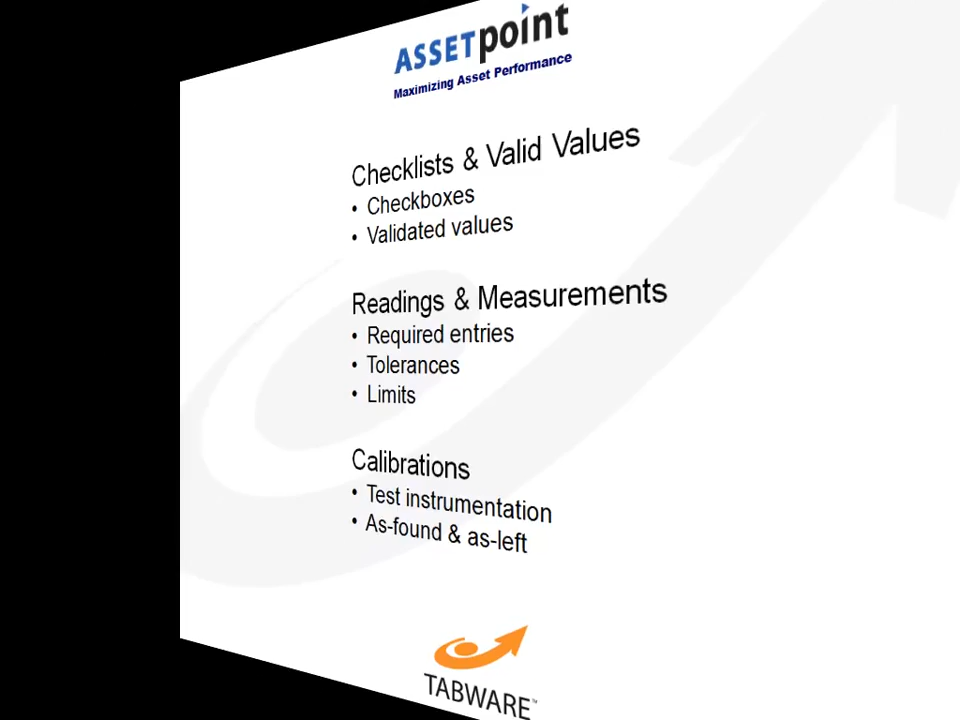 ASSETpoint
Maximizing Asset Performance
Checklists & Valid Values
• Checkboxes
• Validated values
Readings & Measurements
• Required entries
• Tolerances
• Limits
Calibrations
• Test instrumentation
• As-found & as-left
TABWARE™